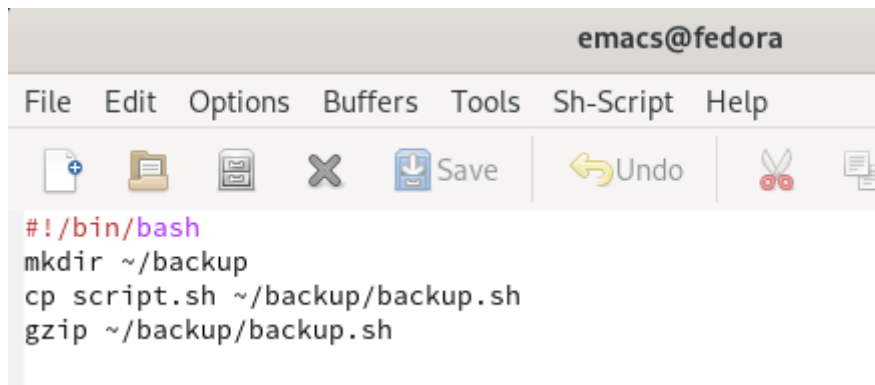 emacs@fedora
File Edit Options Buffers Tools Sh-Script Help
Save Undo
#!/bin/bash
mkdir ~/backup
cp script.sh ~/backup/backup.sh
gzip ~/backup/backup.sh